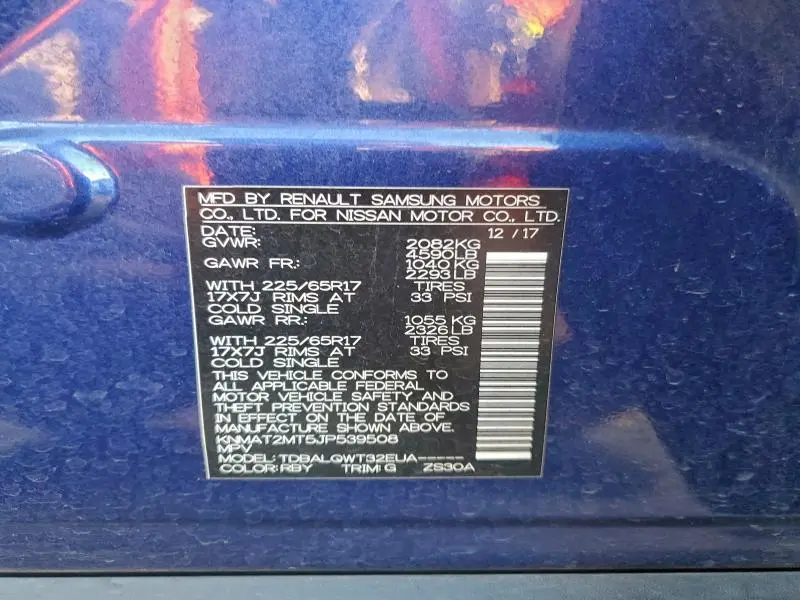 MFD BY RENAULT SAMSUNG MOTORS
CO., LTD. FOR NISSAN MOTOR CO., LTD.
DATE: 12 / 17
GVWR: 2082KG
4590LB
GAWR FR.: 1040 KG
2293LB
WITH 225/65R17 TIRES
17X7J RIMS AT 33 PSI
COLD SINGLE
GAWR RR.: 1055 KG
2326LB
WITH 225/65R17 TIRES
17X7J RIMS AT 33 PSI
COLD SINGLE
THIS VEHICLE CONFORMS TO
ALL APPLICABLE FEDERAL
MOTOR VEHICLE SAFETY AND
THEFT PREVENTION STANDARDS
IN EFFECT ON THE DATE OF
MANUFACTURE SHOWN ABOVE.
KNMAT2MT5JP539508
MPV
MODEL: TDBALQWT32EUA-----
COLOR:RBY TRIM:G ZS30A